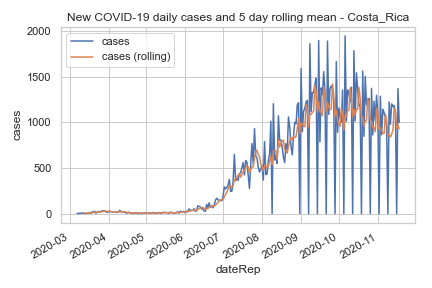 New COVID-19 daily cases and 5 day rolling mean - Costa_Rica
cases
cases (rolling)
2000
1500
1000
500
0
cases
2020-03
2020-04
2020-05
2020-06
2020-07
2020-08
2020-09
2020-10
2020-11
dateRep